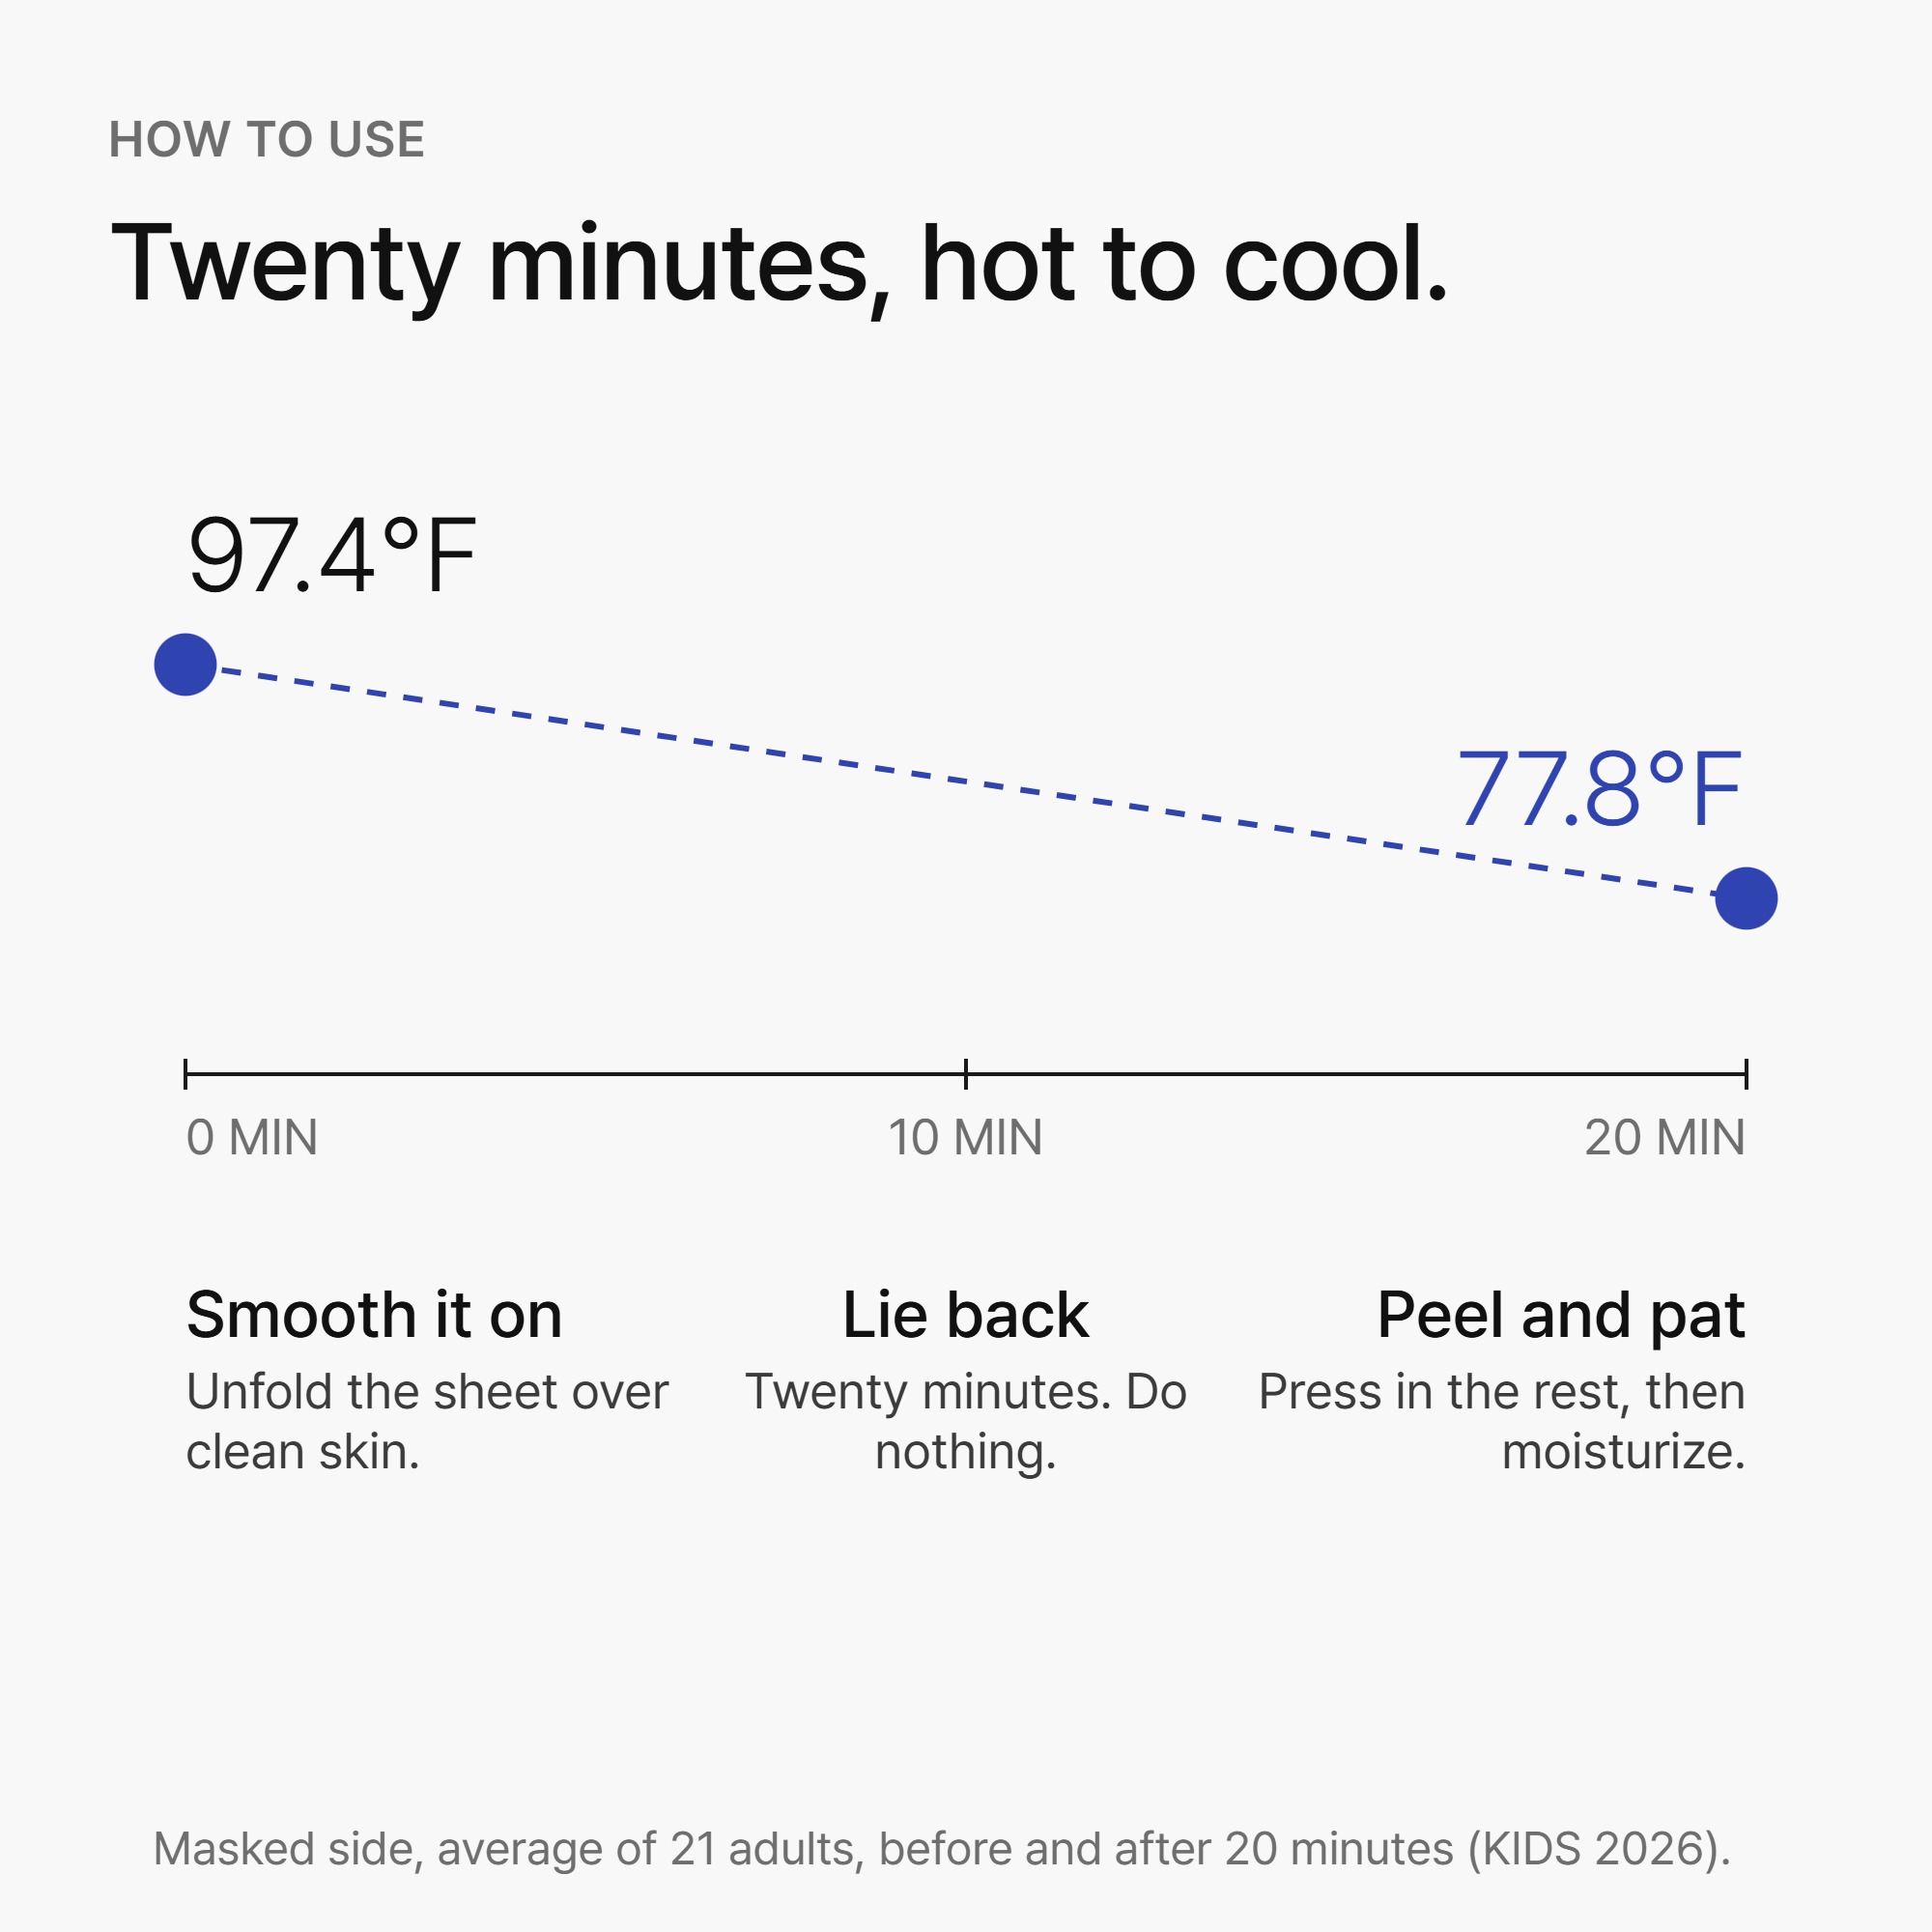 HOW TO USE
Twenty minutes, hot to cool.
97.4°F
77.8°F
0 MIN
10 MIN
20 MIN
Smooth it on
Unfold the sheet over
clean skin.
Lie back
Twenty minutes. Do
nothing.
Peel and pat
Press in the rest, then
moisturize.
Masked side, average of 21 adults, before and after 20 minutes (KIDS 2026).